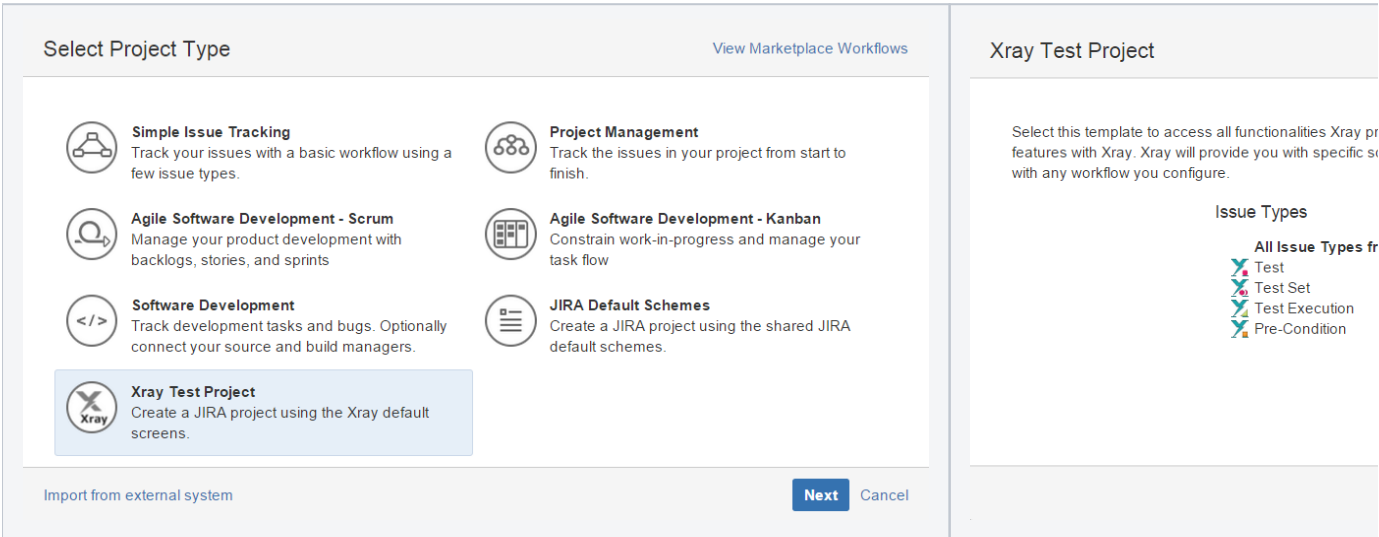 Select Project Type
View Marketplace Workflows
Simple Issue Tracking
Track your issues with a basic workflow using a
few issue types.
Project Management
Track the issues in your project from start to
finish.
Agile Software Development - Scrum
Manage your product development with
backlogs, stories, and sprints
Agile Software Development - Kanban
Constrain work-in-progress and manage your
task flow
</>
Software Development
Track development tasks and bugs. Optionally
connect your source and build managers.
JIRA Default Schemes
Create a JIRA project using the shared JIRA
default schemes.
Xray
Xray Test Project
Create a JIRA project using the Xray default
screens.
Import from external system
Next
Cancel
Xray Test Project
Select this template to access all functionalities Xray
features with Xray. Xray will provide you with specific
with any workflow you configure.
Issue Types
All Issue Types
Test
Test Set
Test Execution
Pre-Condition